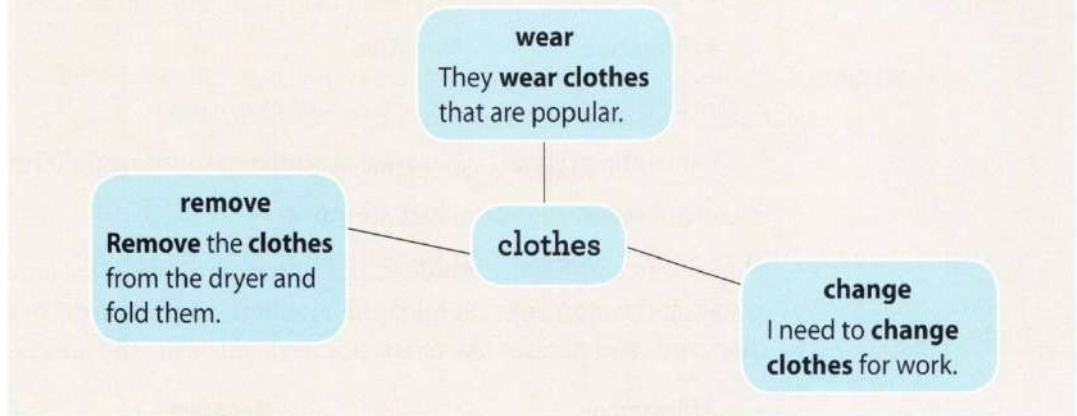 wear
They wear clothes
that are popular.
remove
Remove the clothes
from the dryer and
fold them.
clothes
change
I need to change
clothes for work.